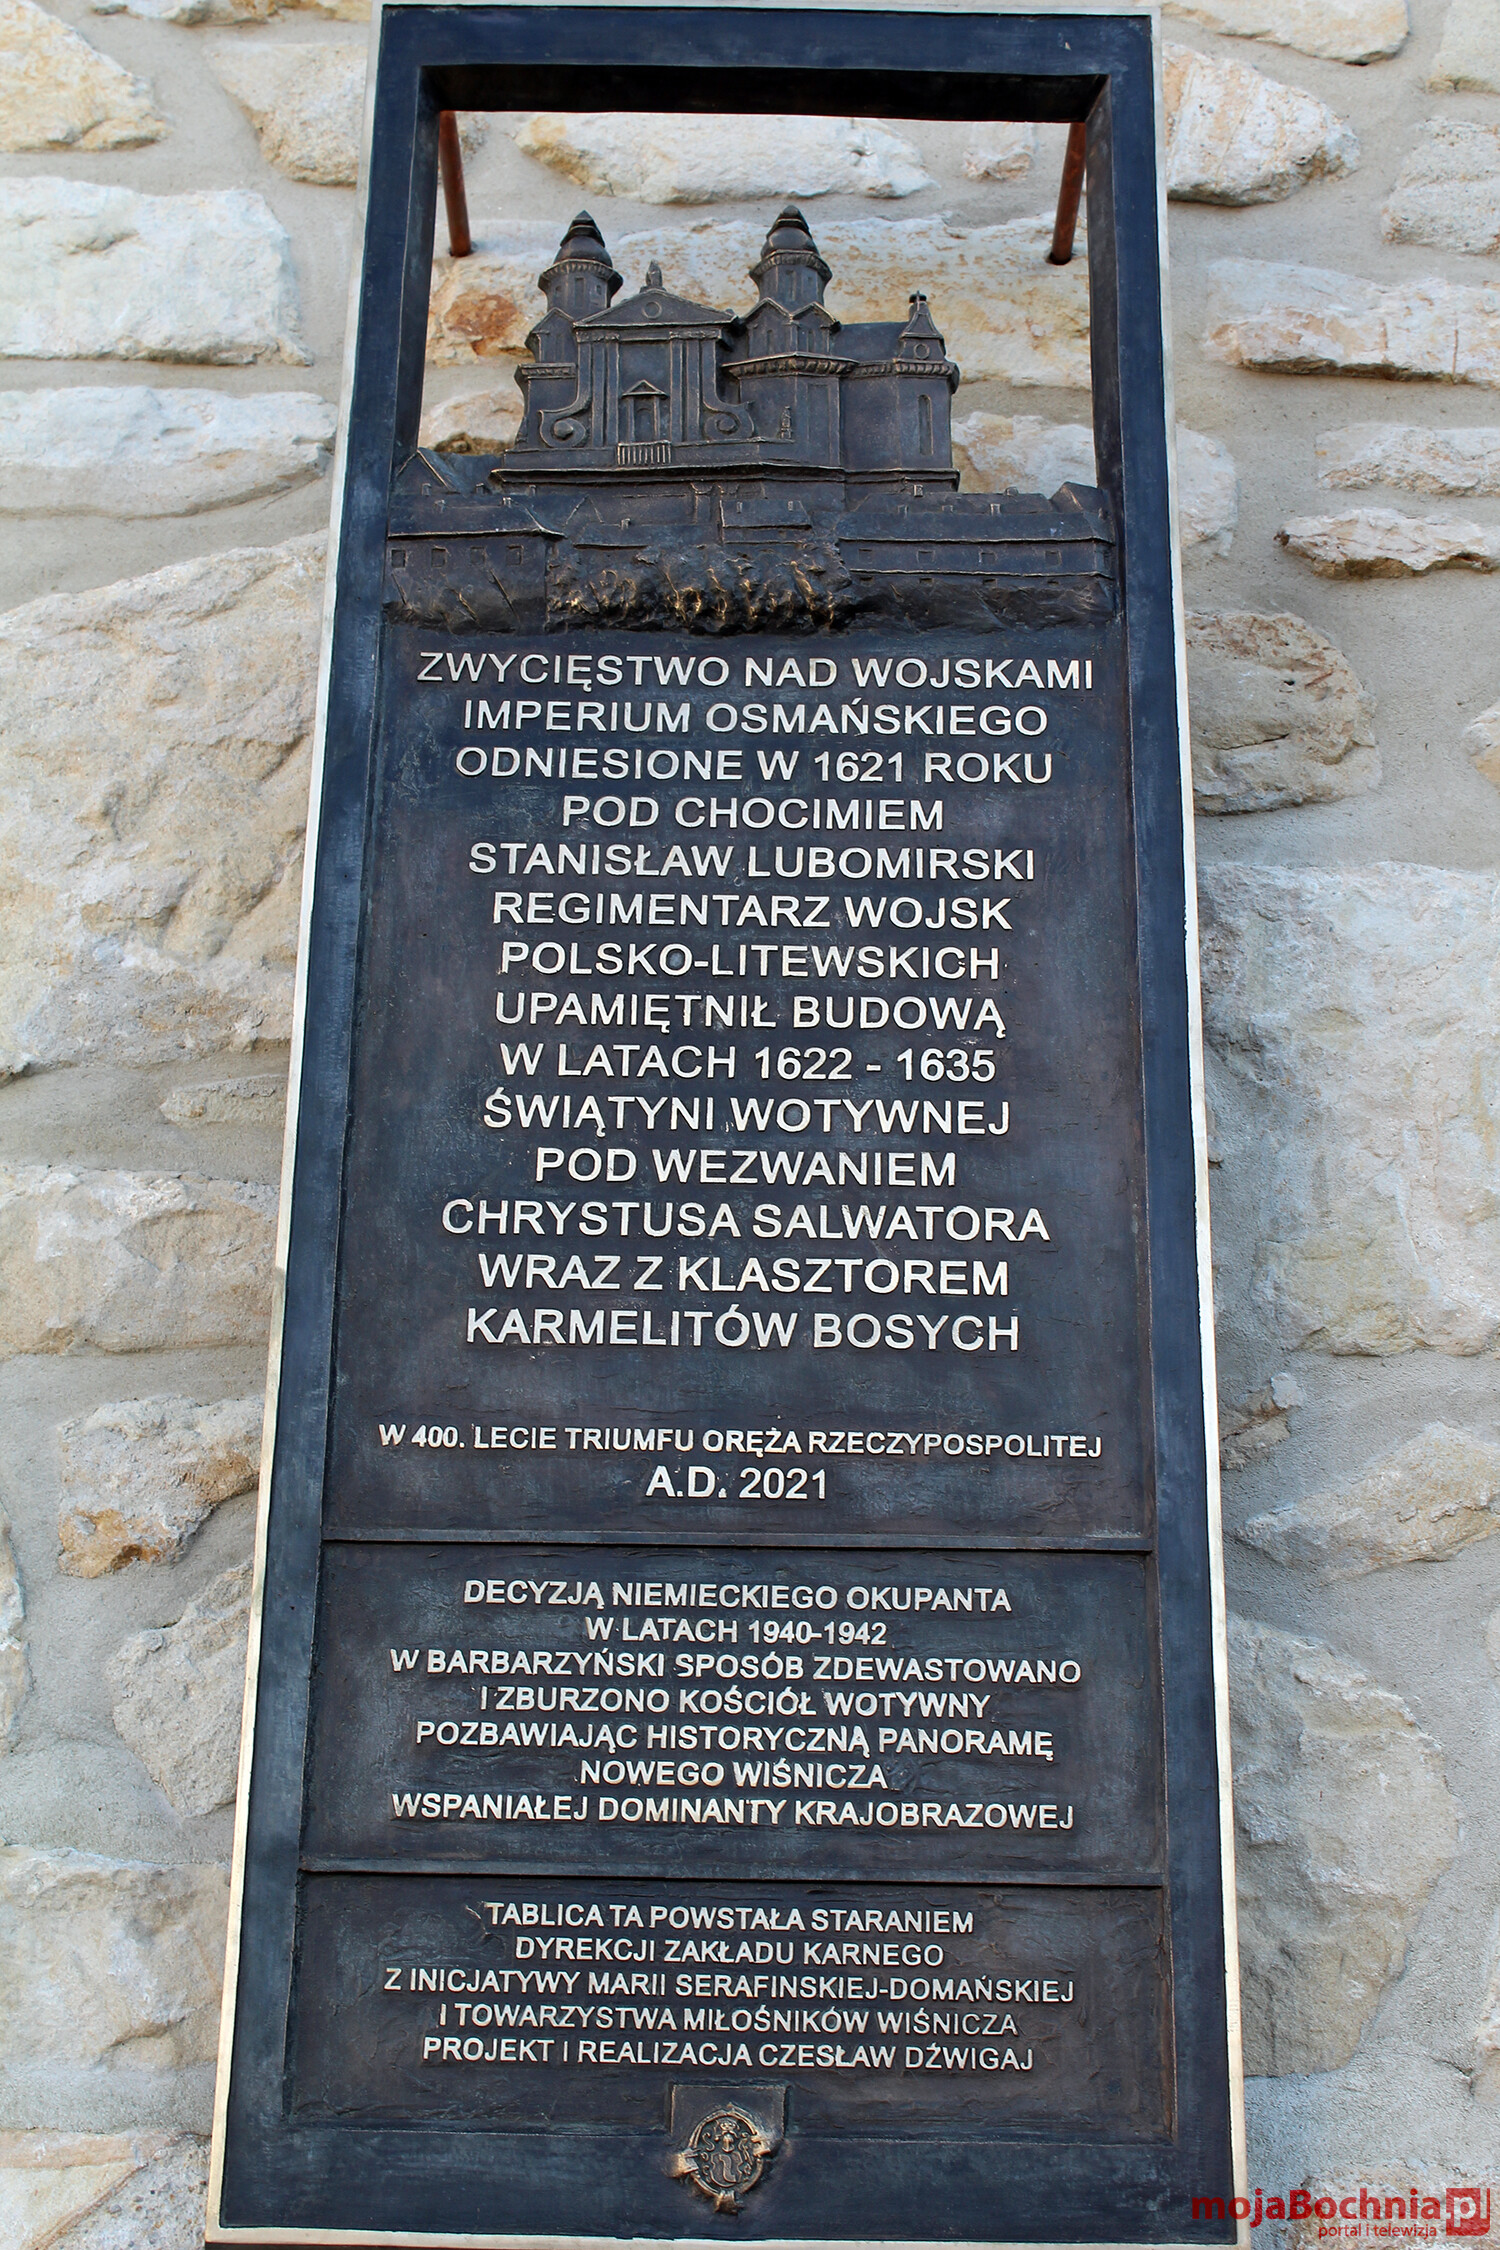 ZWYCIĘSTWO NAD WOJSKAMI
IMPERIUM OSMAŃSKIEGO
ODNIESIONE W 1621 ROKU
POD CHOCIMIEM
STANISŁAW LUBOMIRSKI
REGIMENTARZ WOJSK
POLSKO-LITEWSKICH
UPAMIĘTNIŁ BUDOWĄ
W LATACH 1622 - 1635
ŚWIĄTYNI WOTYWNEJ
POD WEZWANIEM
CHRYSTUSA SALWATORA
WRAZ Z KLASZTOREM
KARMELITÓW BOSYCH
W 400. LECIE TRIUMFU ORĘŻA RZECZYPOSPOLITEJ
A.D. 2021
DECYZJĄ NIEMIECKIEGO OKUPANTA
W LATACH 1940-1942
W BARBARZYŃSKI SPOSÓB ZDEWASTOWANO
I ZBURZONO KOŚCIÓŁ WOTYWNY
POZBAWIAJĄC HISTORYCZNĄ PANORAMĘ
NOWEGO WIŚNICZA
WSPANIAŁEJ DOMINANTY KRAJOBRAZOWEJ
TABLICA TA POWSTAŁA STARANIEM
DYREKCJI ZAKŁADU KARNEGO
Z INICJATYWY MARII SERAFINSKIEJ-DOMAŃSKIEJ
I TOWARZYSTWA MIŁOŚNIKÓW WIŚNICZA
PROJEKT I REALIZACJA CZESŁAW DŹWIGAJ
mojaBochnia pl
portal i telewizja